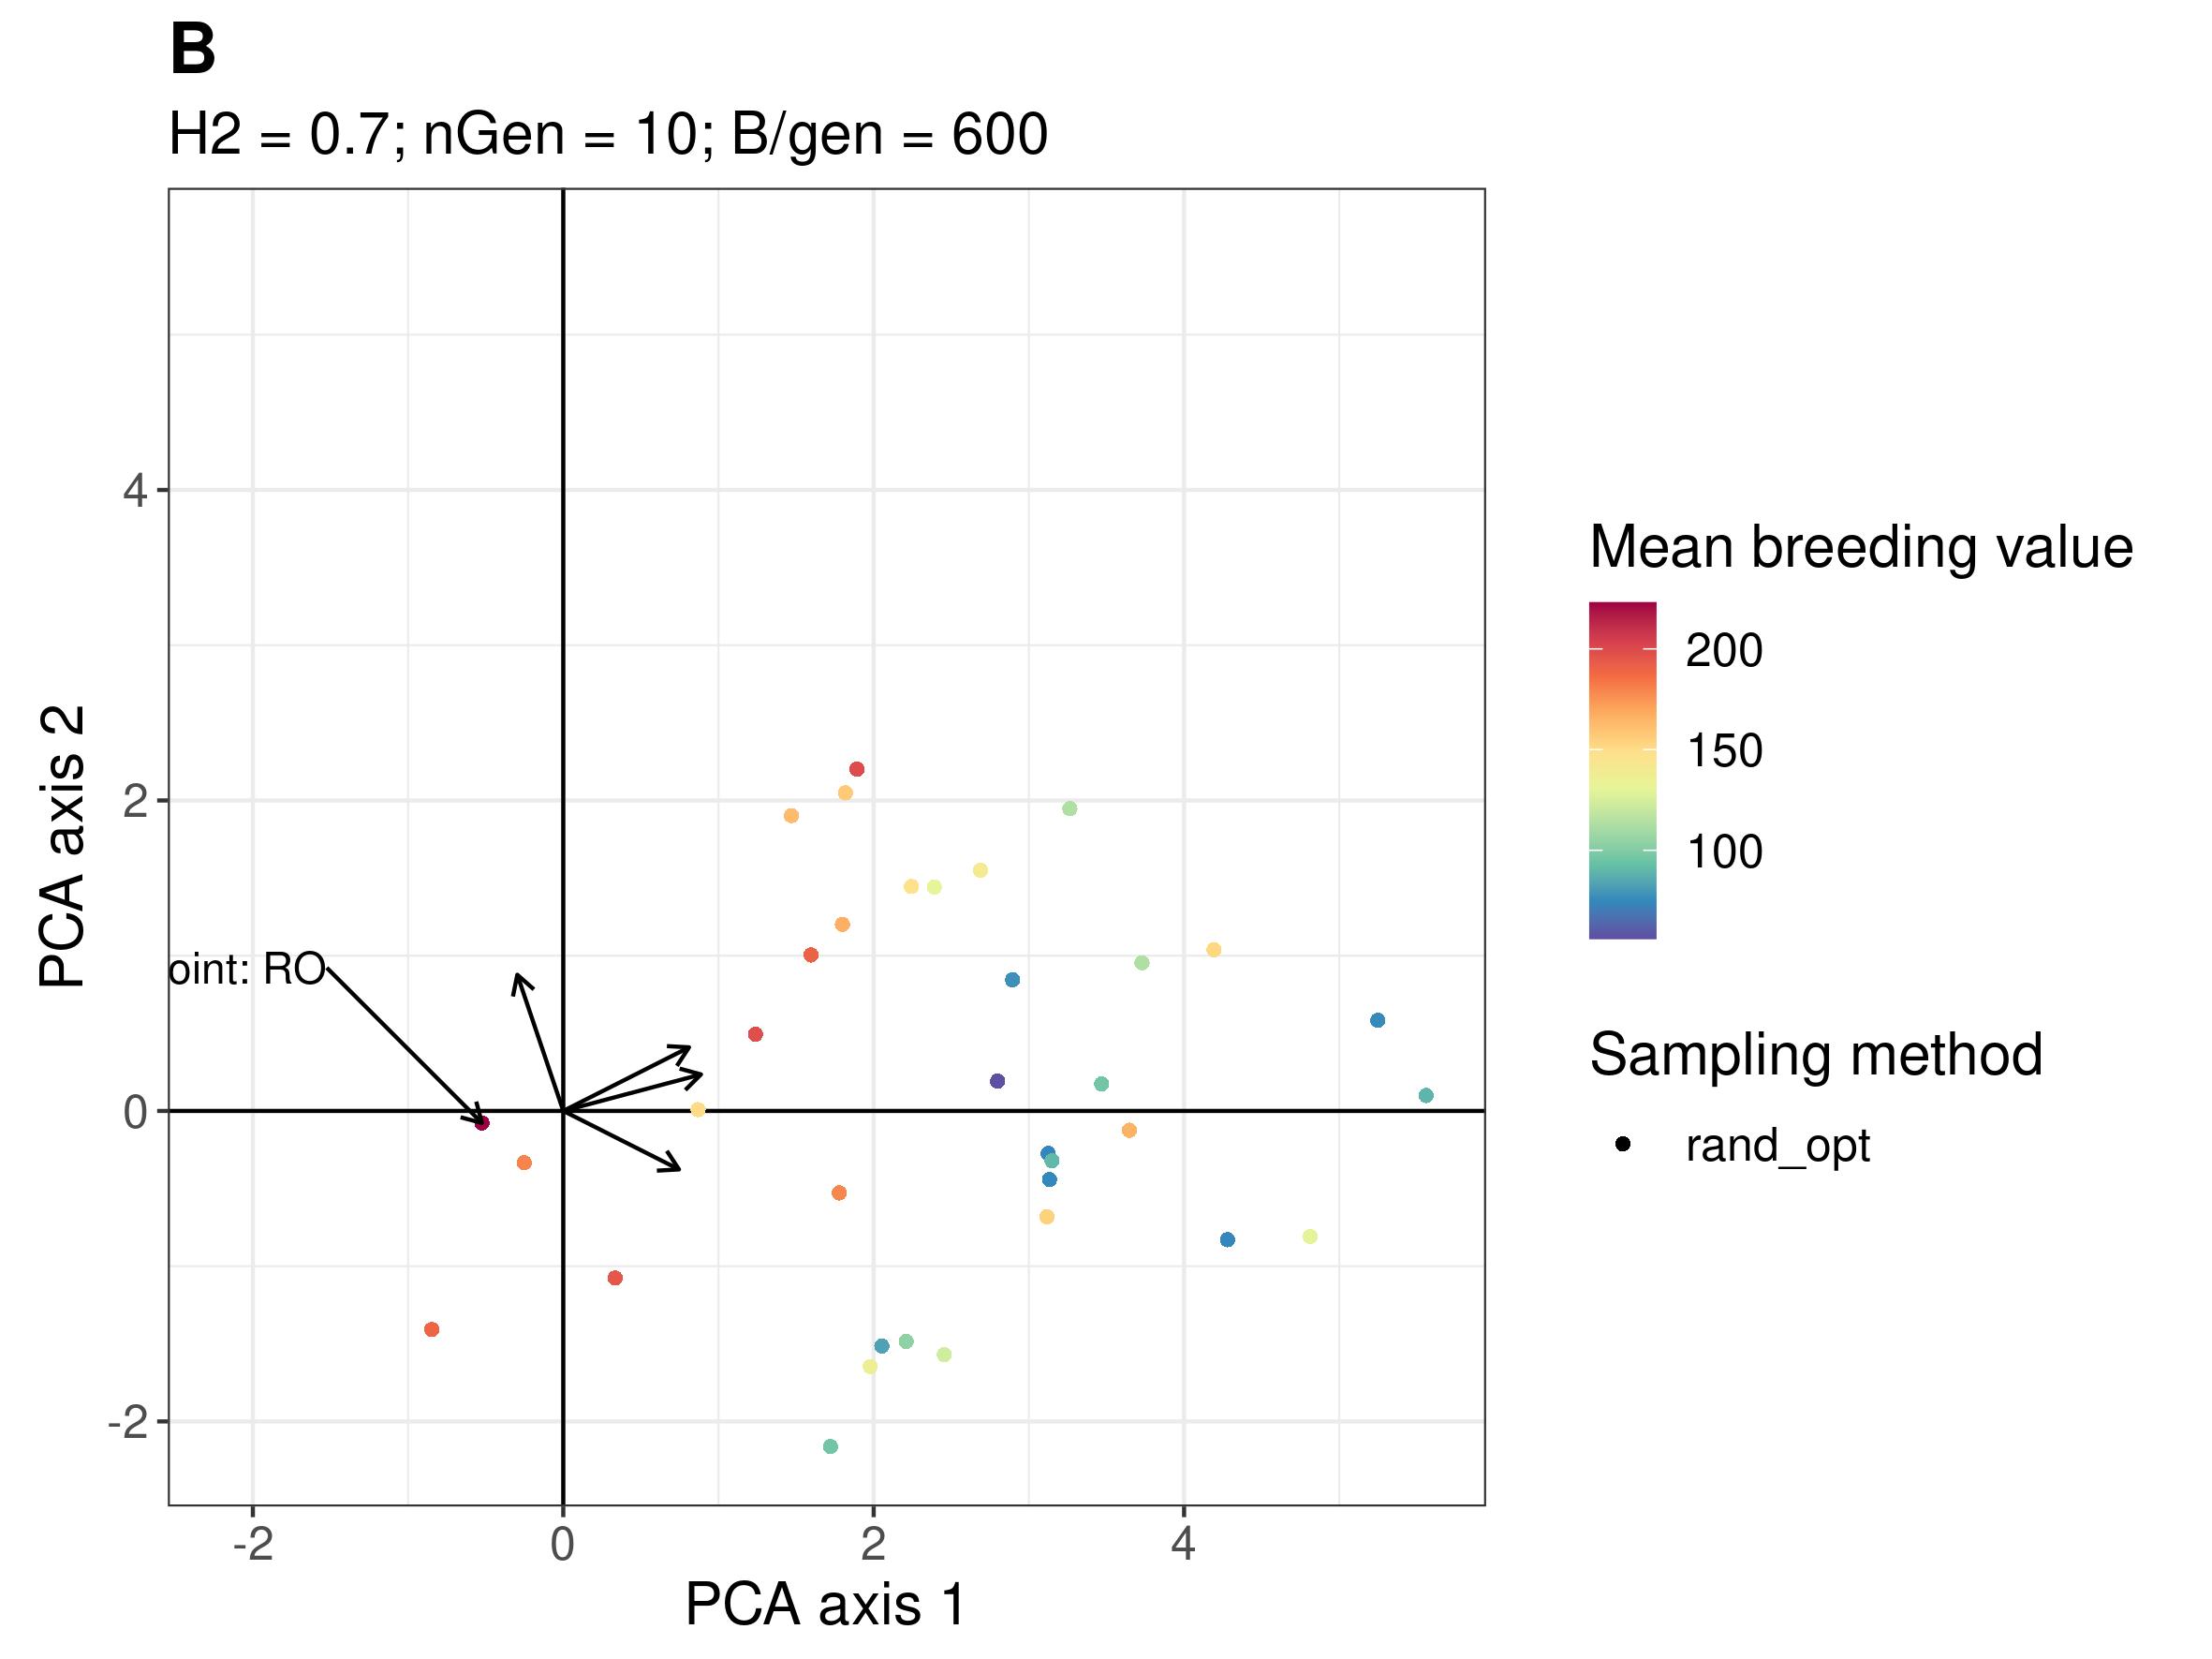 B
H2 = 0.7; nGen = 10; B/gen = 600
PCA axis 2
4
2
0
-2
oint: RO
-2
0
2
4
PCA axis 1
Mean breeding value
200
150
100
Sampling method
rand_opt